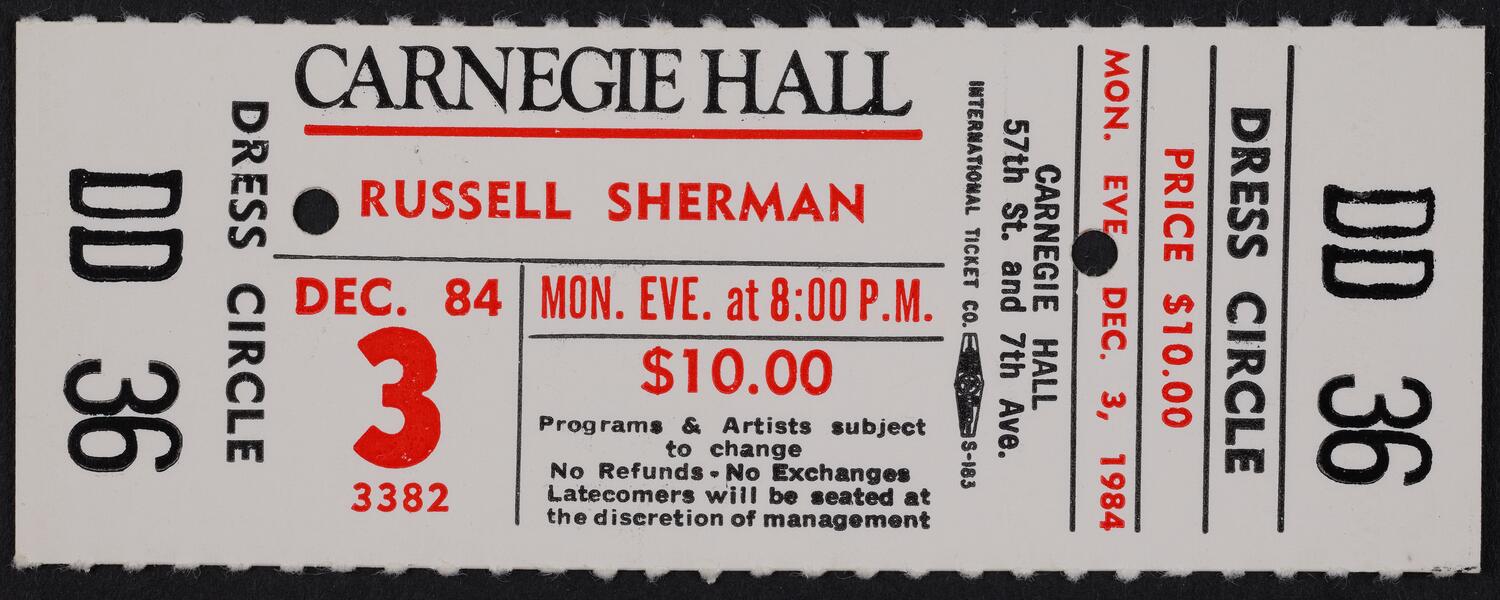 DD 36
DRESS CIRCLE
CARNEGIE HALL
RUSSELL SHERMAN
DEC. 84
3
3382
MON. EVE. at 8:00 P.M.
$10.00
Programs & Artists subject
to change
No Refunds - No Exchanges
Latecomers will be seated at
the discretion of management
INTERNATIONAL TICKET CO. S-183
CARNEGIE HALL
57th St. and 7th Ave.
MON. EVE. DEC. 3, 1984
PRICE $10.00
DRESS CIRCLE
DD 36